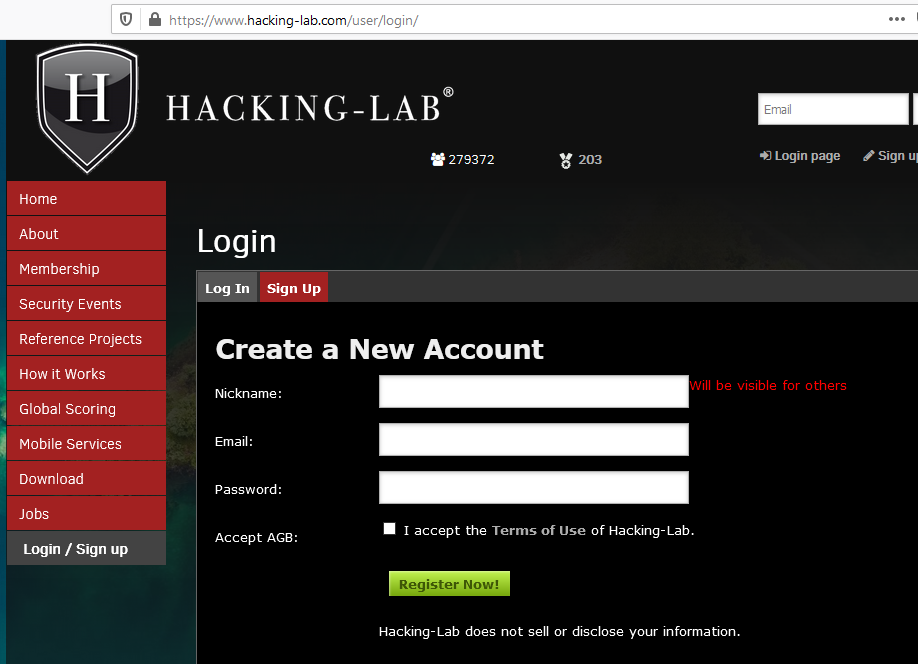 https://www.hacking-lab.com/user/login/
H HACKING-LAB®
Email
279372 203
Login page Sign up
Home
About
Membership
Security Events
Reference Projects
How it Works
Global Scoring
Mobile Services
Download
Jobs
Login / Sign up
Login
Log In Sign Up
Create a New Account
Nickname: Will be visible for others
Email:
Password:
Accept AGB: I accept the Terms of Use of Hacking-Lab.
Register Now!
Hacking-Lab does not sell or disclose your information.